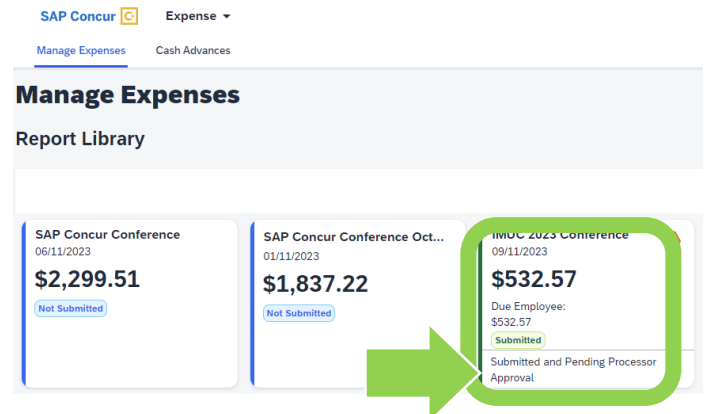 SAP Concur C Expense
Manage Expenses Cash Advances
Manage Expenses
Report Library
SAP Concur Conference
06/11/2023
$2,299.51
Not Submitted
SAP Concur Conference Oct...
01/11/2023
$1,837.22
Not Submitted
IMUC 2023 Conference
09/11/2023
$532.57
Due Employee:
$532.57
Submitted
Submitted and Pending Processor
Approval